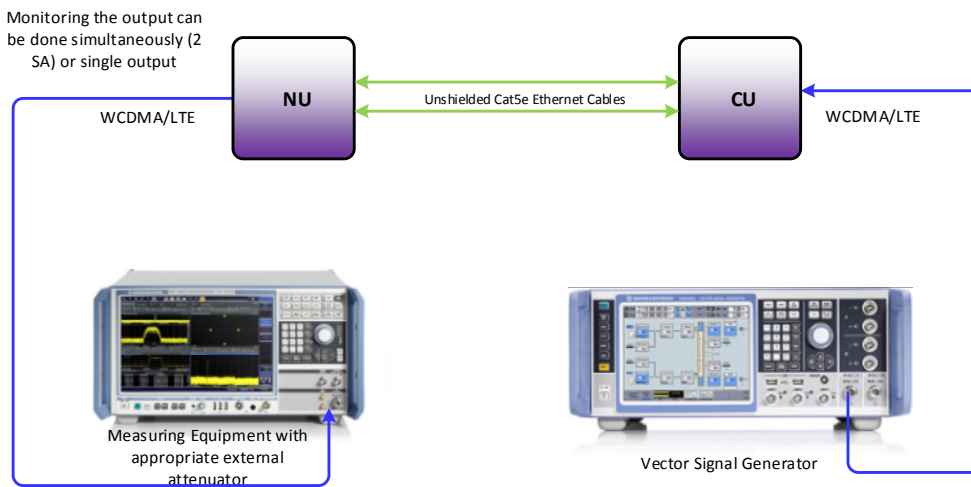 Monitoring the output can
be done simultaneously (2
SA) or single output
NU
CU
Unshielded Cat5e Ethernet Cables
WCDMA/LTE
WCDMA/LTE
Measuring Equipment with
appropriate external
attenuator
Vector Signal Generator